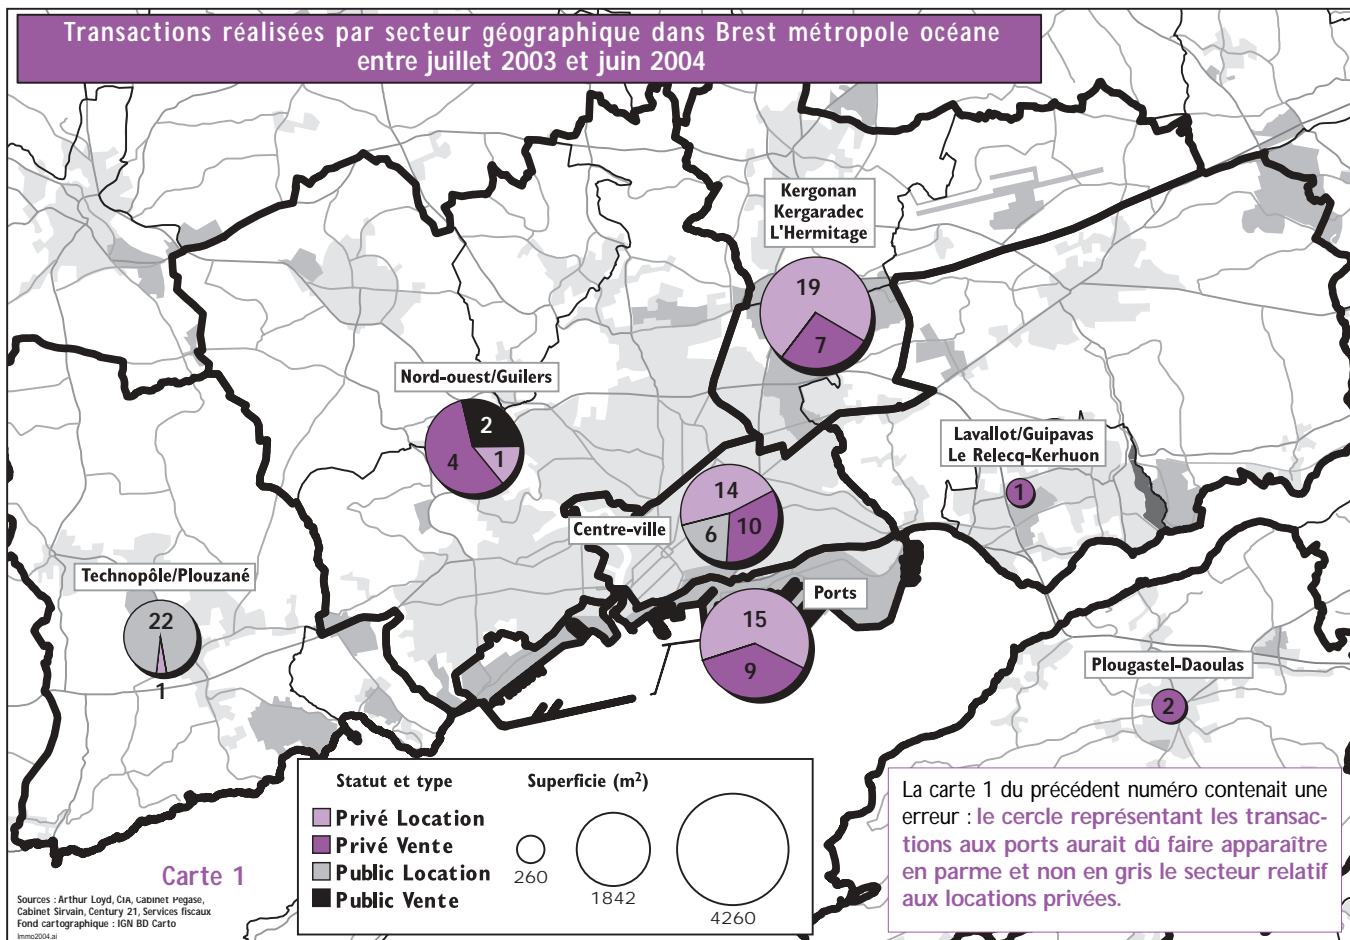 Transactions réalisées par secteur géographique dans Brest métropole océane
entre juillet 2003 et juin 2004
Kergonan
Kergaradec
L'Hermitage
19
7
Nord-ouest/Guilers
2
4
1
Lavallot/Guipavas
Le Relecq-Kerhuon
1
14
Centre-ville
6
10
Technopôle/Plouzané
22
1
Ports
15
9
Plougastel-Daoulas
2
Statut et type
Privé Location
Privé Vente
Public Location
Public Vente
Superficie (m²)
260
1842
4260
La carte 1 du précédent numéro contenait une
erreur : le cercle représentant les transac-
tions aux ports aurait dû faire apparaître
en parme et non en gris le secteur relatif
aux locations privées.
Carte 1
Sources : Arthur Loyd, CIA, Cabinet Pégase,
Cabinet Sirvain, Century 21, Services fiscaux
Fond cartographique : IGN BD Carto
Immo2004.ai